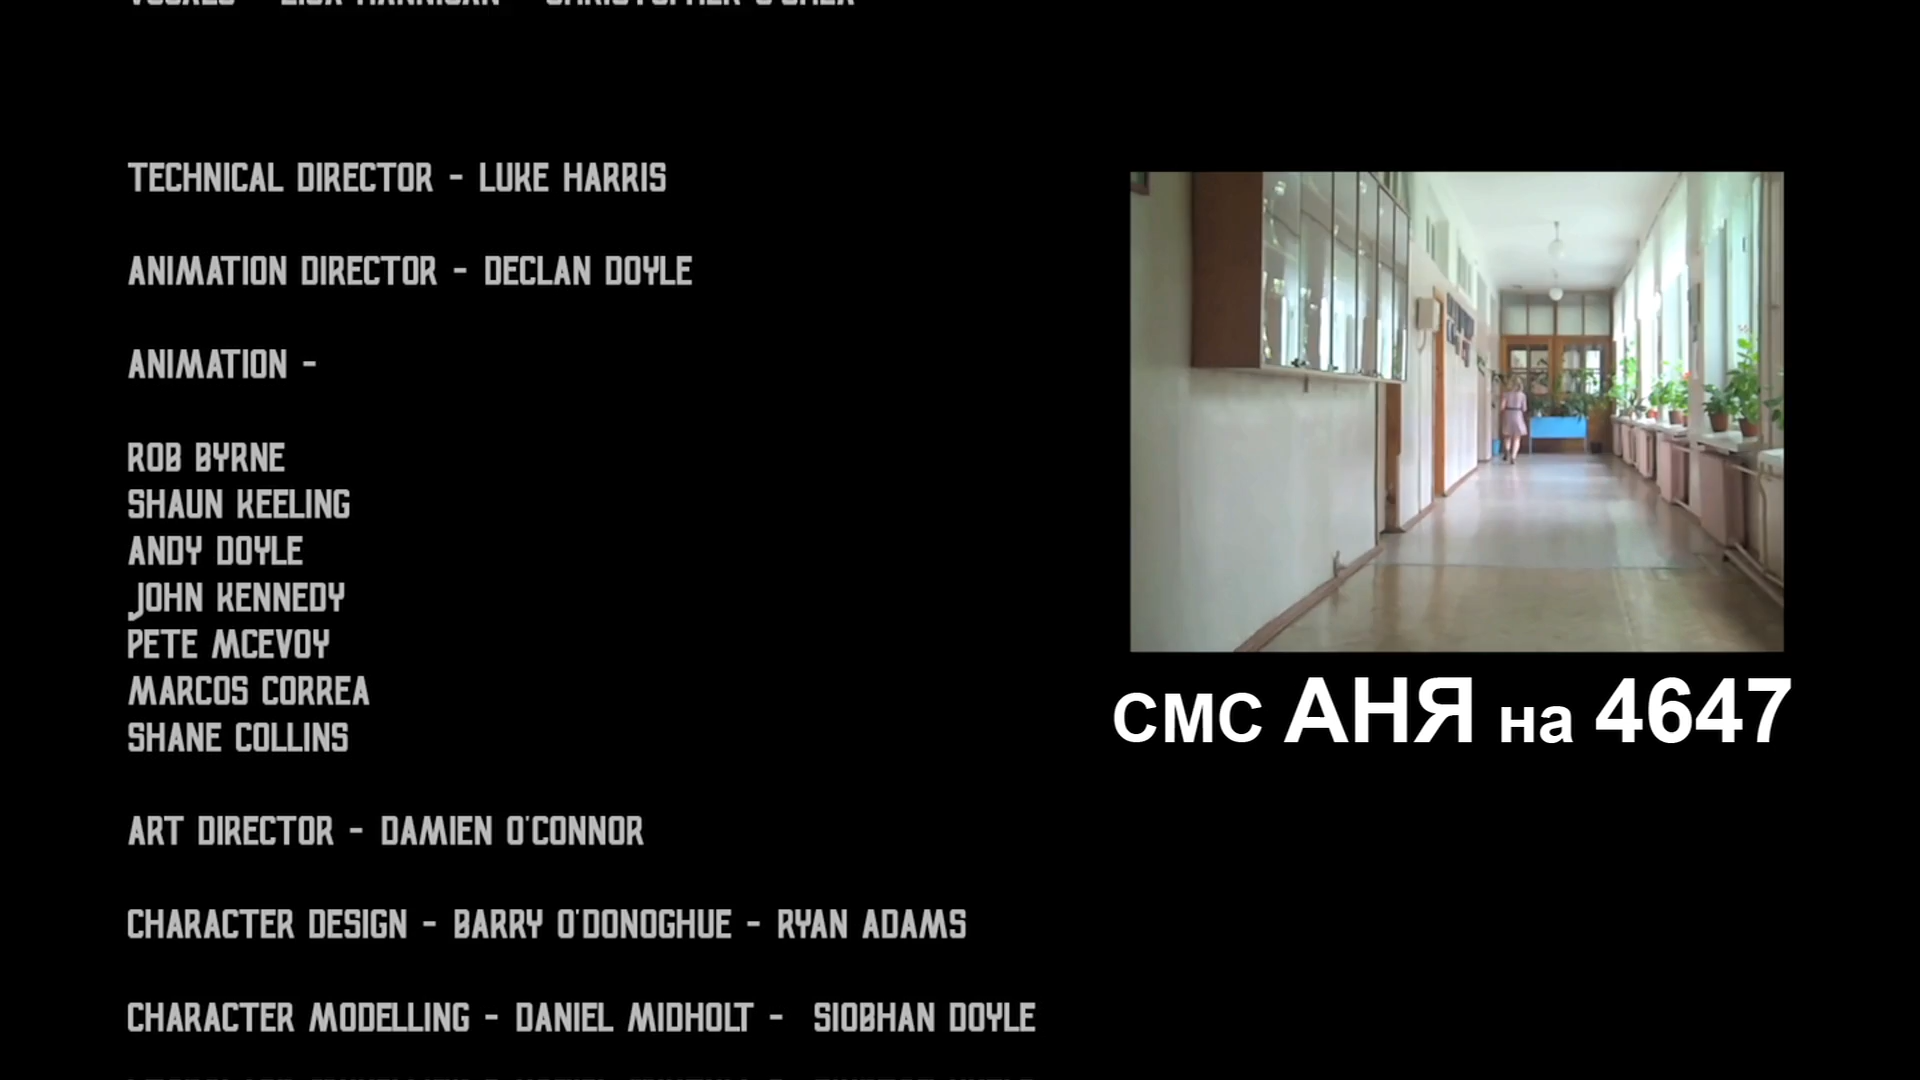 TECHNICAL DIRECTOR - LUKE HARRIS
ANIMATION DIRECTOR - DECLAN DOYLE
ANIMATION -
ROB BYRNE
SHAUN KEELING
ANDY DOYLE
JOHN KENNEDY
PETE MCEVOY
MARCOS CORREA
SHANE COLLINS
ART DIRECTOR - DAMIEN O'CONNOR
CHARACTER DESIGN - BARRY O'DONOGHUE - RYAN ADAMS
CHARACTER MODELLING - DANIEL MIDHOLT - SIOBHAN DOYLE
СМС АНЯ на 4647